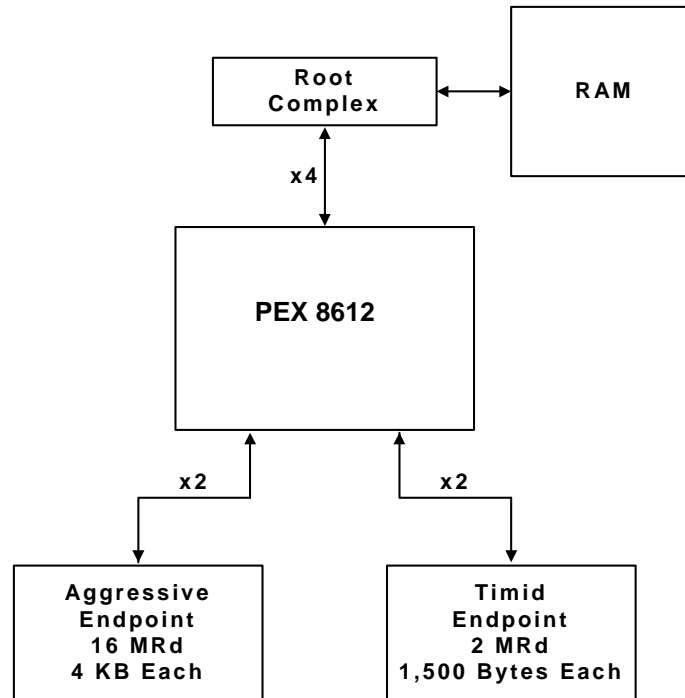 Root
Complex
RAM
x4
PEX 8612
x2
x2
Aggressive
Endpoint
16 MRd
4 KB Each
Timid
Endpoint
2 MRd
1,500 Bytes Each